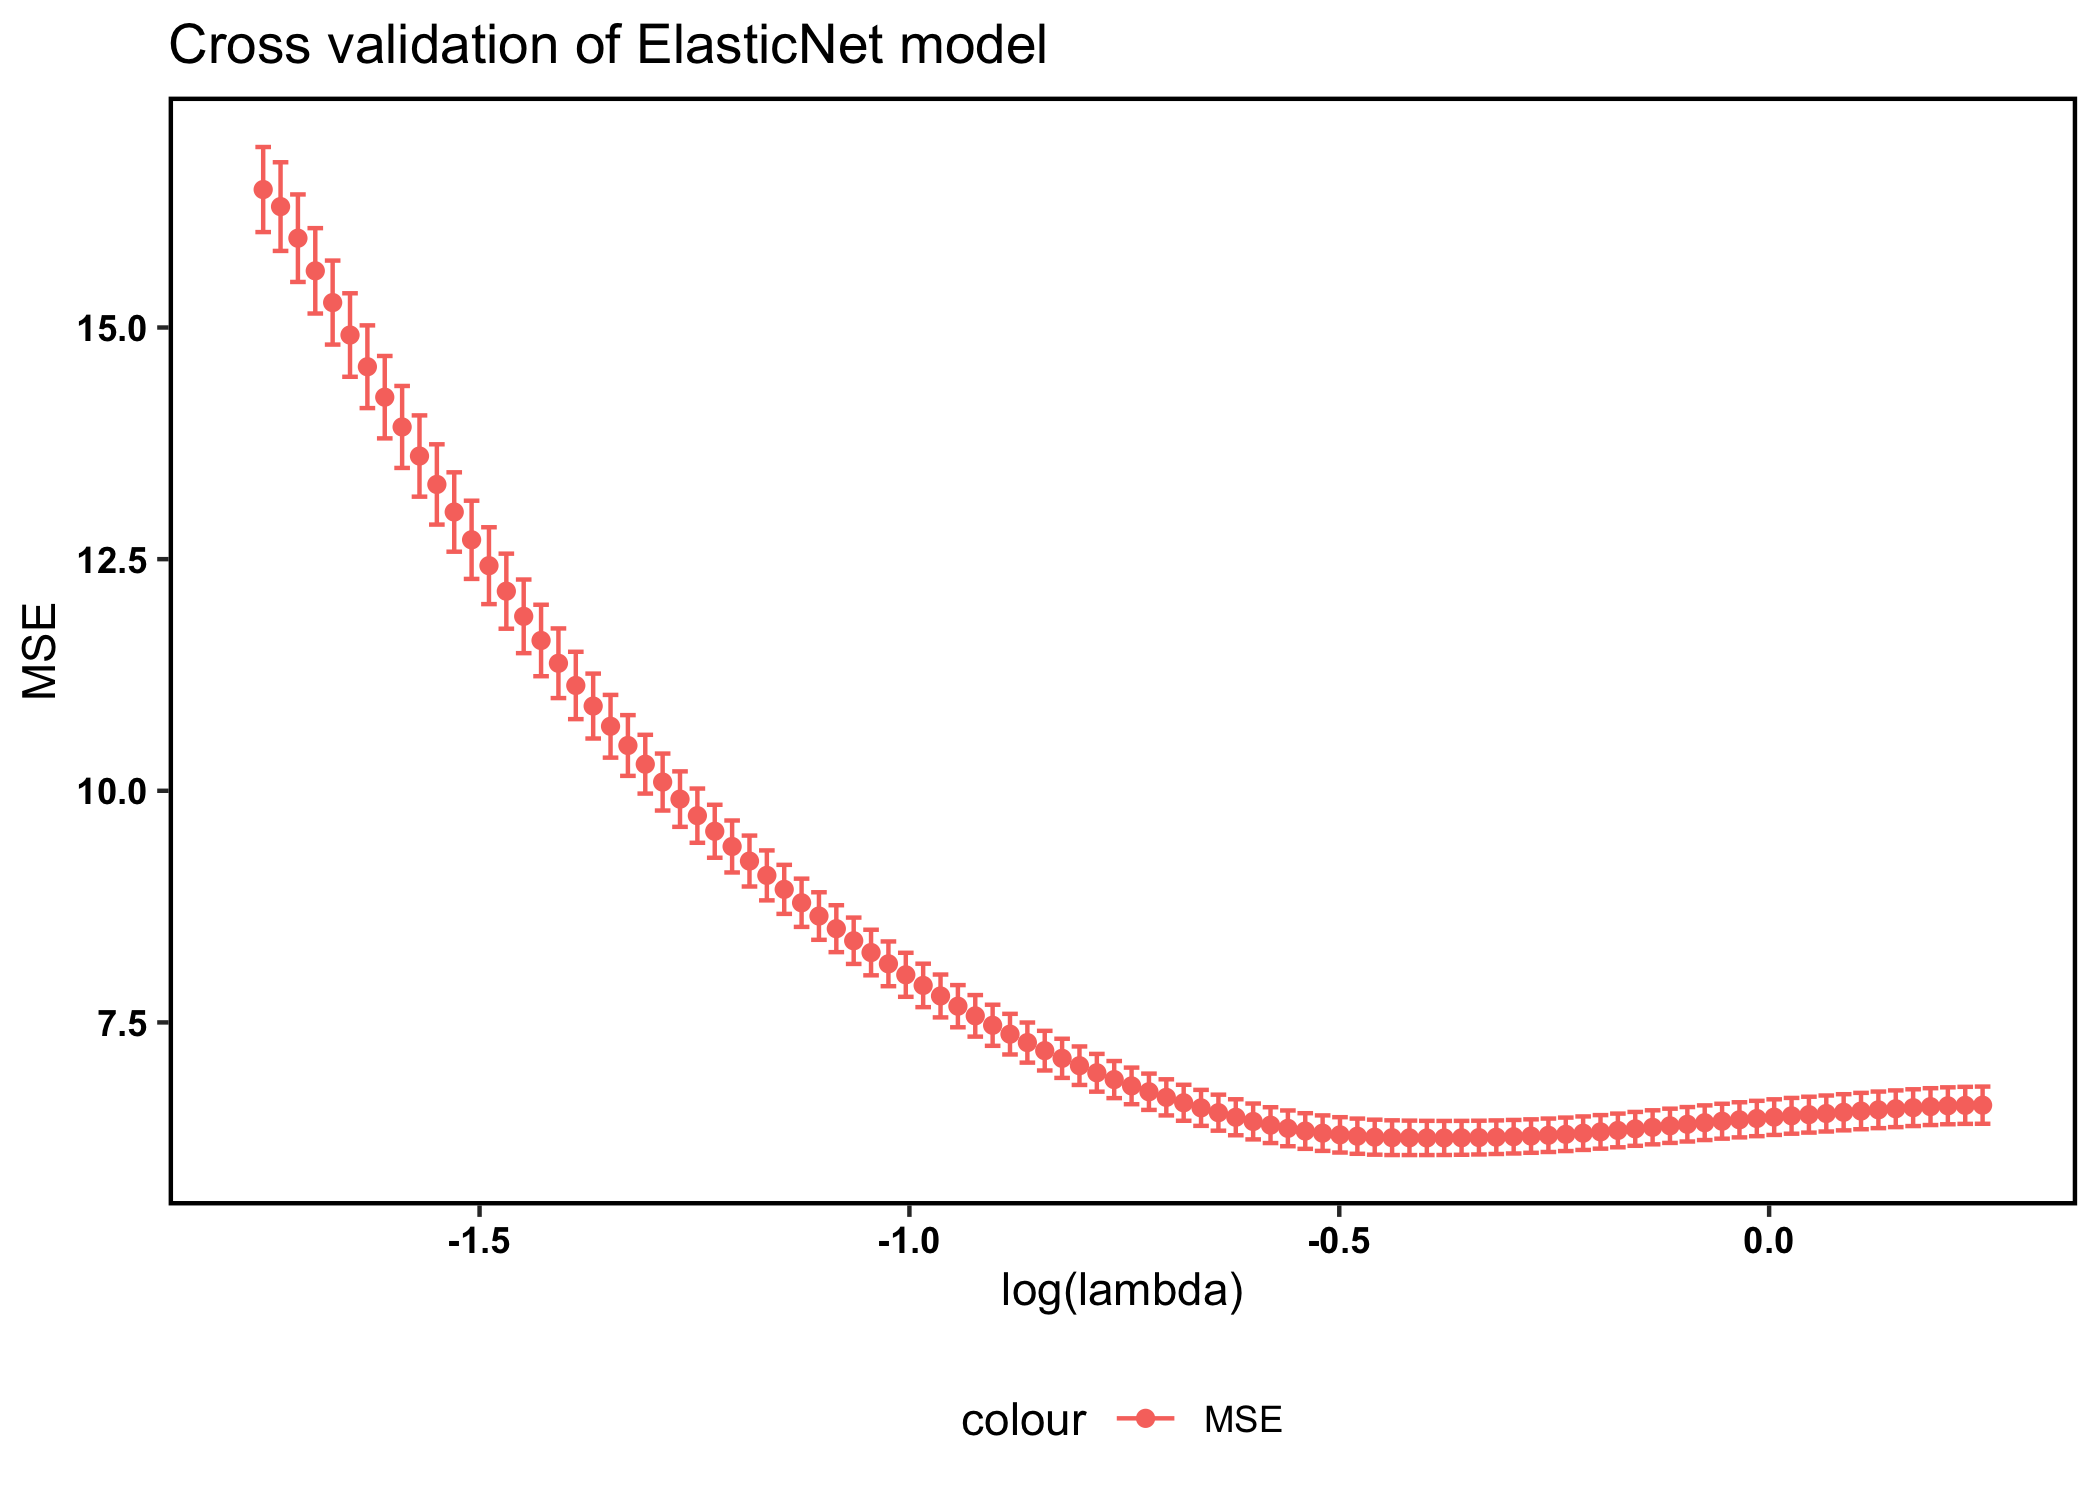 Cross validation of ElasticNet model
MSE
15.0
12.5
10.0
7.5
-1.5 -1.0 -0.5 0.0
log(lambda)
colour MSE